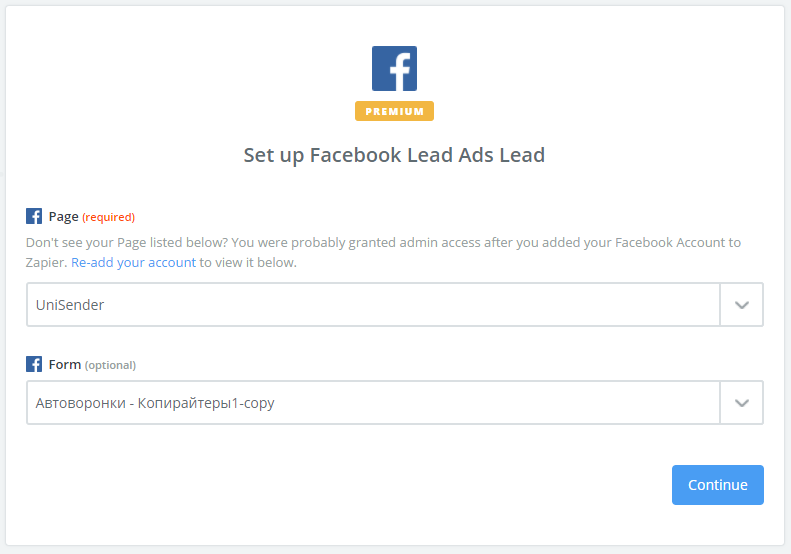 PREMIUM
Set up Facebook Lead Ads Lead
Page (required)
Don't see your Page listed below? You were probably granted admin access after you added your Facebook Account to
Zapier. Re-add your account to view it below.
UniSender
Form (optional)
Автоворонки - Копирайтеры1-copy
Continue